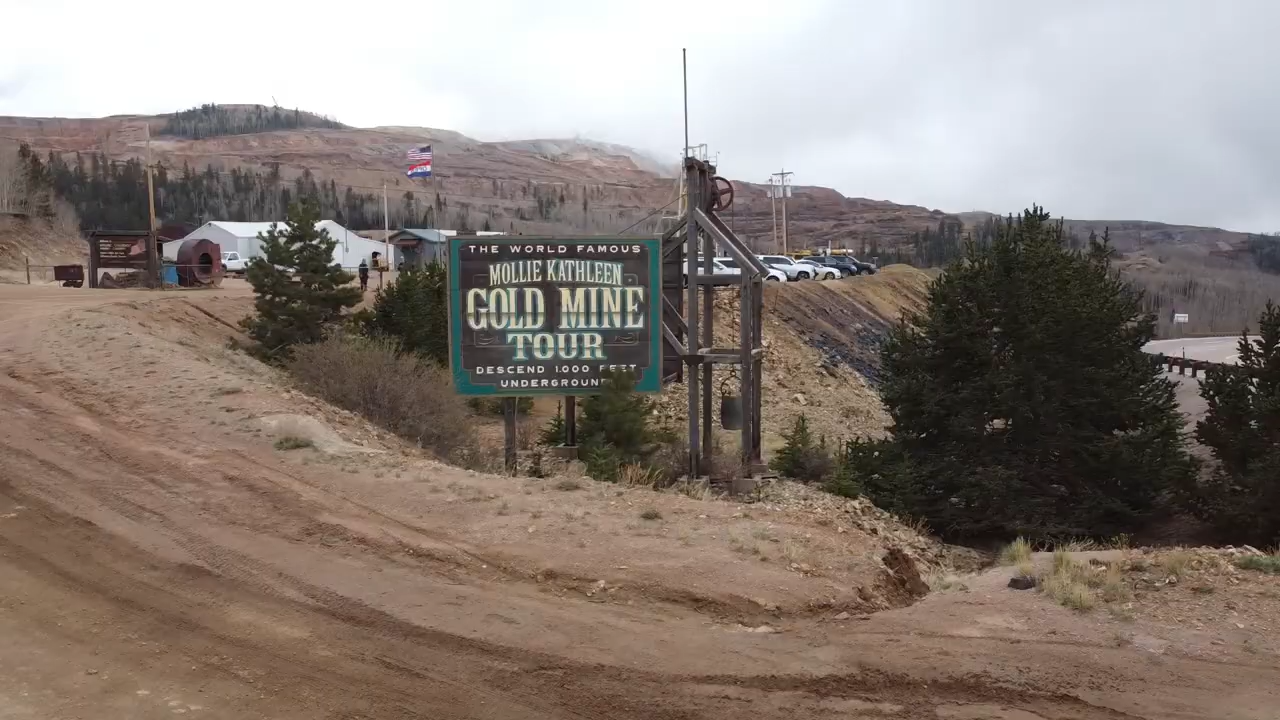 THE WORLD FAMOUS
MOLLIE KATHLEEN
GOLD MINE
TOUR
DESCEND 1,000 FEET
UNDERGROUND